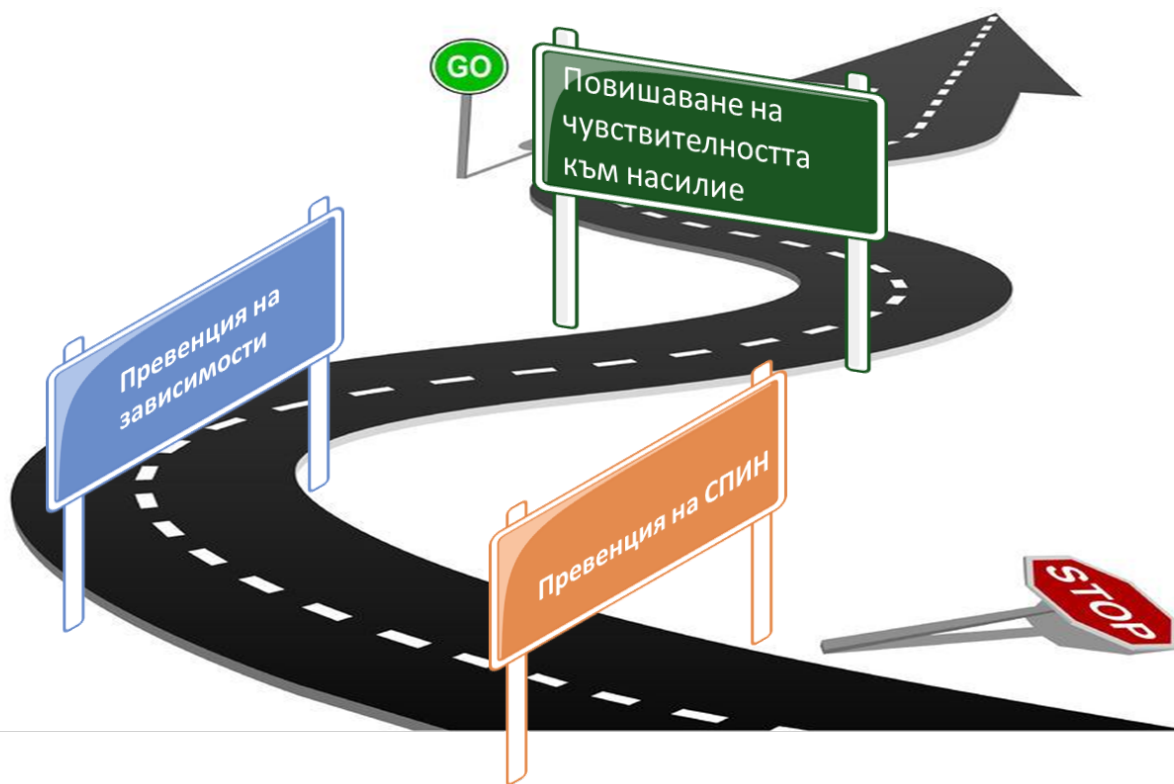 GO
Повишаване на
чувствителността
към насилие
Превенция на
зависимости
Превенция на СПИН
STOP